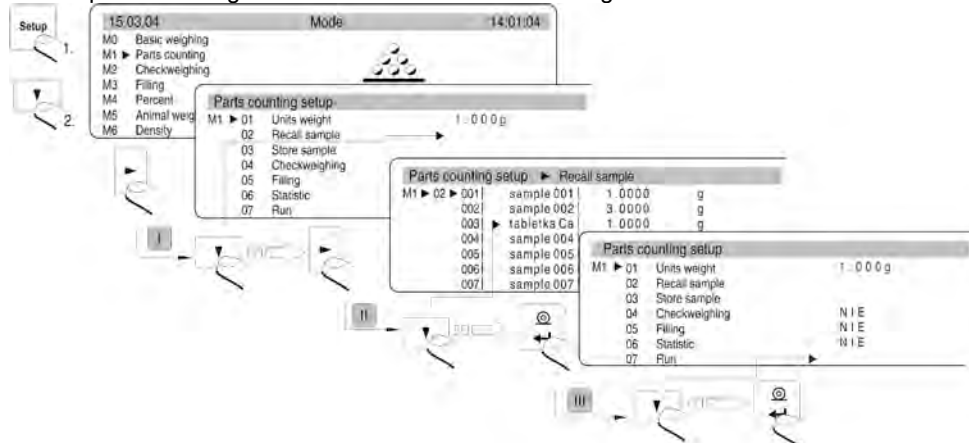 Setup
1.
2.
15.03.04 Mode 14:01:04
M0 Basic weighing
M1 ► Parts counting
M2 Checkweighing
M3 Filling
M4 Percent
M5 Animal weig
M6 Density
Parts counting setup
M1 ► 01 Units weight 1.000g
02 Recall sample ►
03 Store sample
04 Checkweighing
05 Filling
06 Statistic
07 Run
Parts counting setup ► Recall sample
M1 ► 02 ► 001 sample 001 1.0000 g
002 sample 002 3.0000 g
003 ► tabletka Ca 1.0000 g
004 sample 004
005 sample 005
006 sample 006
007 sample 007
Parts counting setup
M1 ► 01 Units weight 1.000g
02 Recall sample
03 Store sample
04 Checkweighing NIE
05 Filling NIE
06 Statistic NIE
07 Run ►
I
II
III